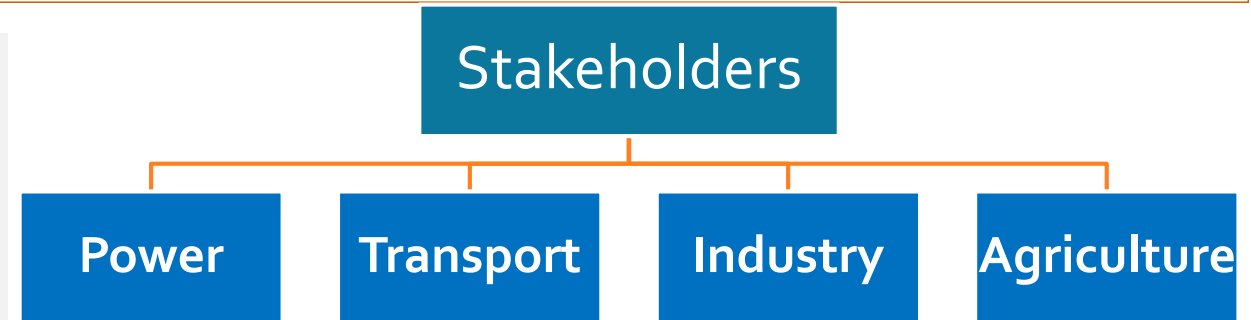 Stakeholders
Power
Transport
Industry
Agriculture